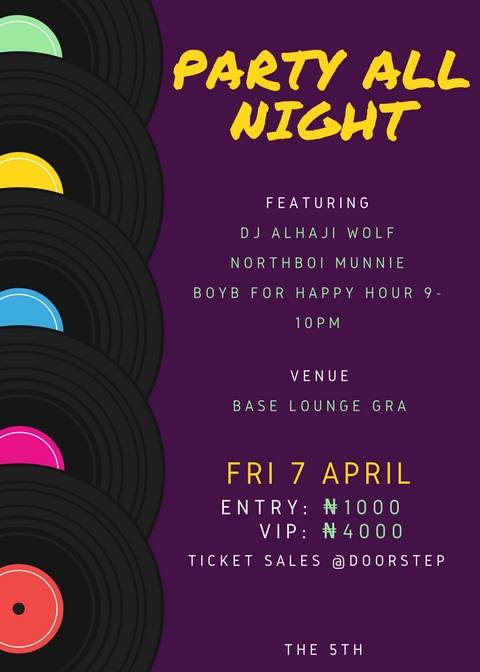 PARTY ALL
NIGHT
FEATURING
DJ ALHAJI WOLF
NORTHBOI MUNNIE
BOYB FOR HAPPY HOUR 9-
10PM
VENUE
BASE LOUNGE GRA
FRI 7 APRIL
ENTRY: ₦1000
VIP: ₦4000
TICKET SALES @DOORSTEP
THE 5TH